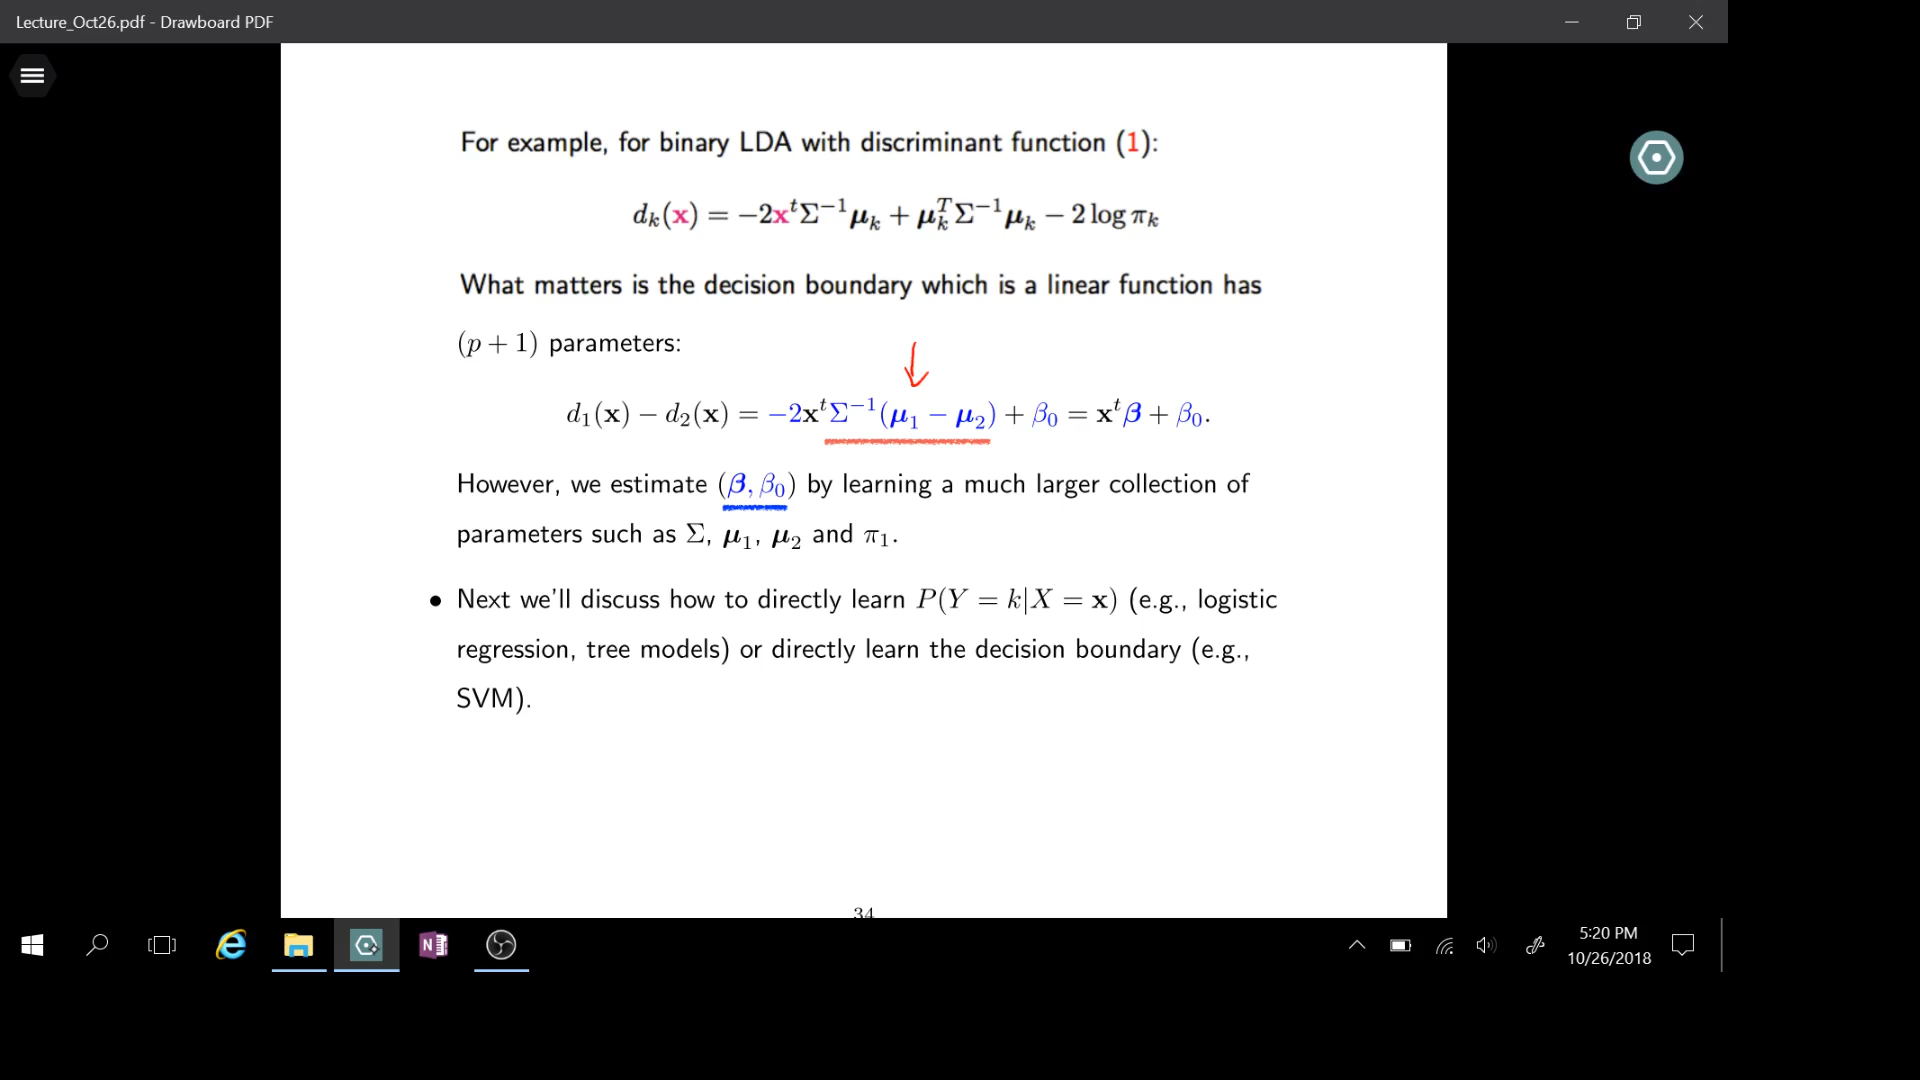 Lecture_Oct26.pdf - Drawboard PDF
For example, for binary LDA with discriminant function (1):
d_k(x) = −2x^t Σ^{−1} μ_k + μ_k^T Σ^{−1} μ_k − 2 log π_k
What matters is the decision boundary which is a linear function has
(p + 1) parameters:
d_1(x) − d_2(x) = −2x^t Σ^{−1}(μ_1 − μ_2) + β_0 = x^t β + β_0.
However, we estimate (β, β_0) by learning a much larger collection of
parameters such as Σ, μ_1, μ_2 and π_1.
• Next we'll discuss how to directly learn P(Y = k|X = x) (e.g., logistic
regression, tree models) or directly learn the decision boundary (e.g.,
SVM).
34
N
5:20 PM
10/26/2018